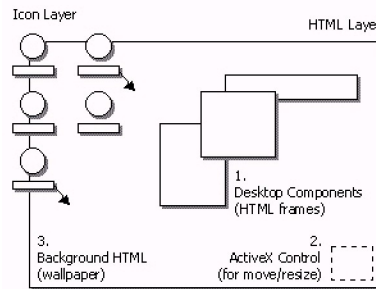 Icon Layer
HTML Laye
1.
Desktop Components
(HTML frames)
3.
Background HTML
(wallpaper)
2.
ActiveX Control
(for move/resize)